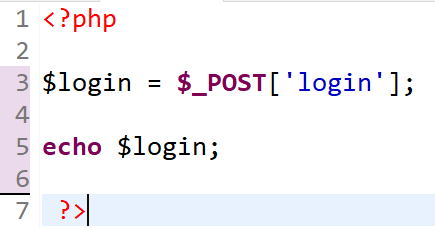 1 <?php
2
3 $login = $_POST['login'];
4
5 echo $login;
6
7 ?>